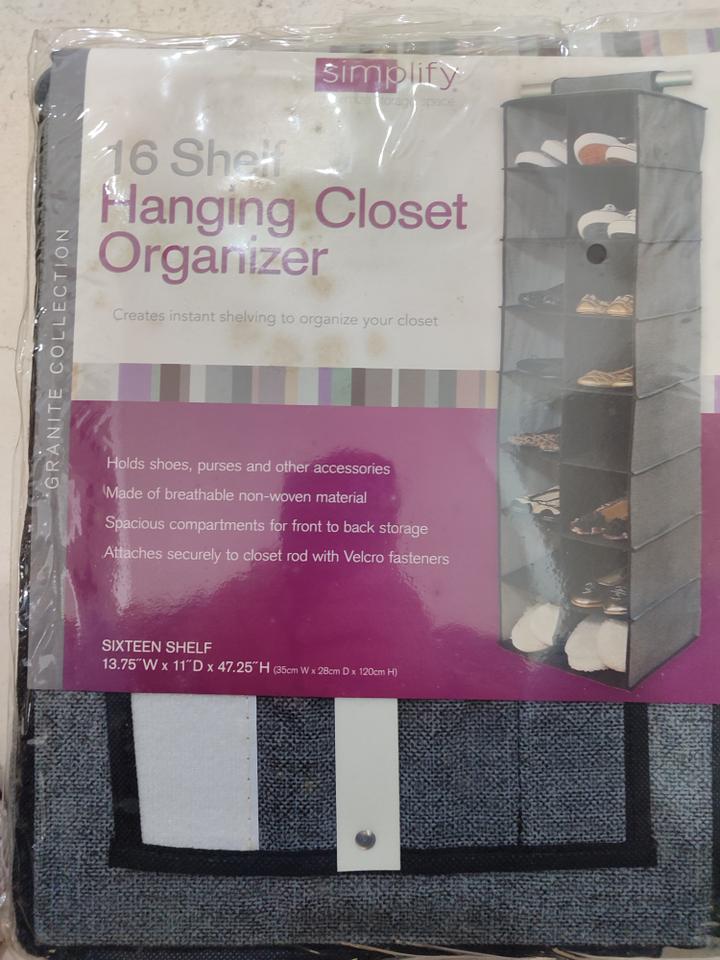 simplify
storage space
16 Shelf
Hanging Closet
Organizer
Creates instant shelving to organize your closet
GRANITE COLLECTION
Holds shoes, purses and other accessories
Made of breathable non-woven material
Spacious compartments for front to back storage
Attaches securely to closet rod with Velcro fasteners
SIXTEEN SHELF
13.75"W x 11"D x 47.25"H (35cm W x 28cm D x 120cm H)